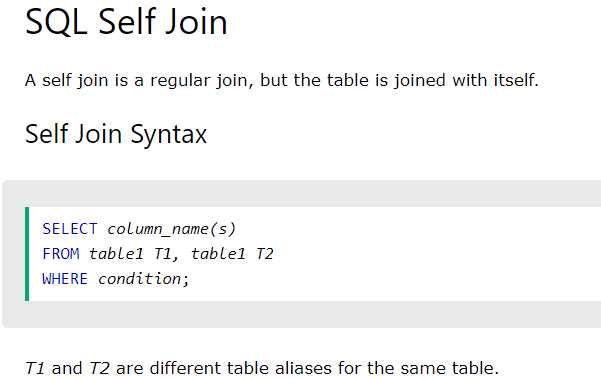 SQL Self Join
A self join is a regular join, but the table is joined with itself.
Self Join Syntax
SELECT column_name(s)
FROM table1 T1, table1 T2
WHERE condition;
T1 and T2 are different table aliases for the same table.